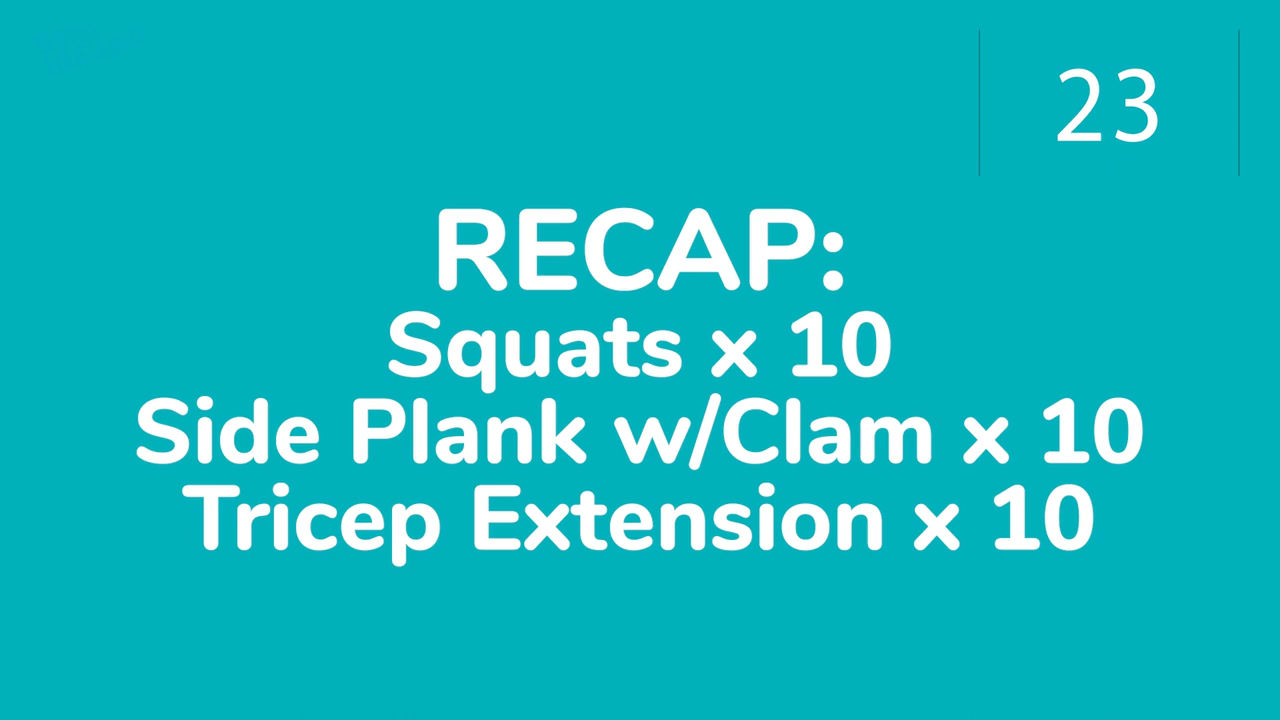 23
RECAP:
Squats x 10
Side Plank w/Clam x 10
Tricep Extension x 10